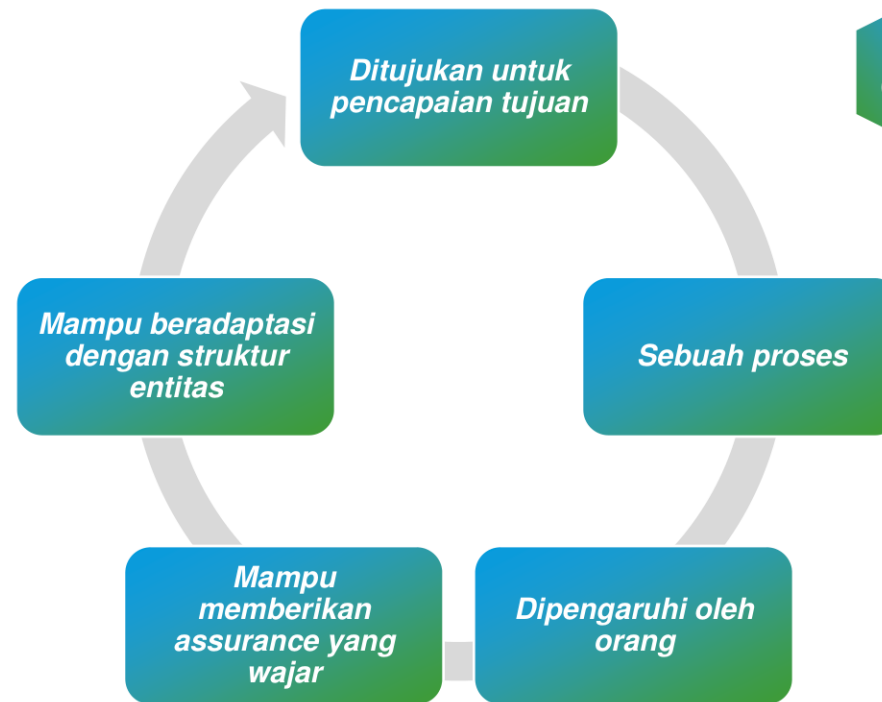 Ditujukan untuk
pencapaian tujuan
Sebuah proses
Dipengaruhi oleh
orang
Mampu
memberikan
assurance yang
wajar
Mampu beradaptasi
dengan struktur
entitas